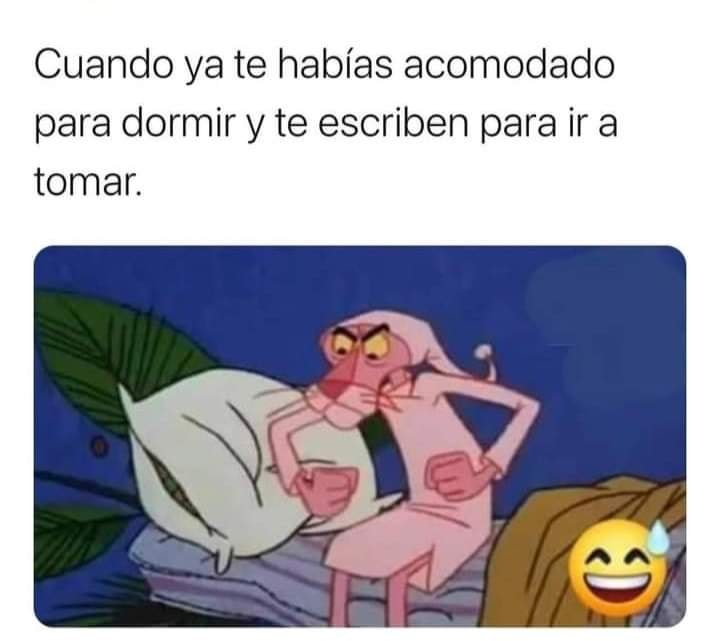 Cuando ya te habías acomodado
para dormir y te escriben para ir a
tomar.